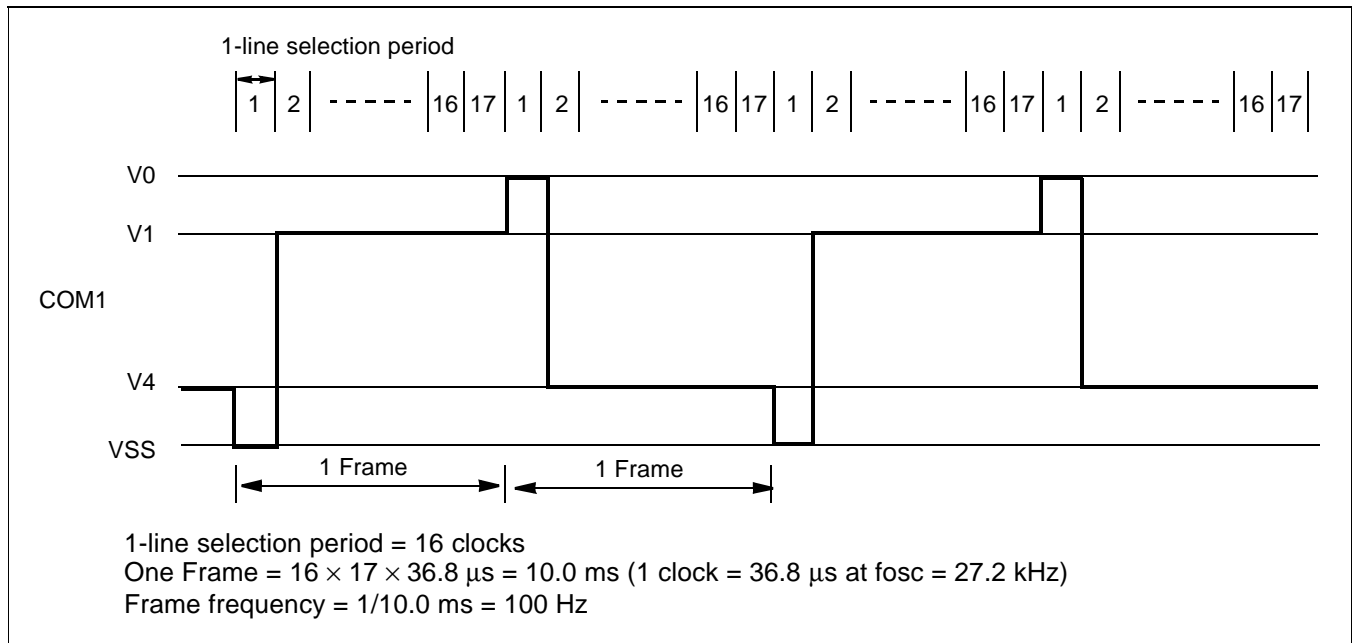 1-line selection period
1 2 16 17 1 2 16 17 1 2 16 17 1 2 16 17
V0
V1
COM1
V4
VSS
1 Frame 1 Frame
1-line selection period = 16 clocks
One Frame = 16 × 17 × 36.8 µs = 10.0 ms (1 clock = 36.8 µs at fosc = 27.2 kHz)
Frame frequency = 1/10.0 ms = 100 Hz